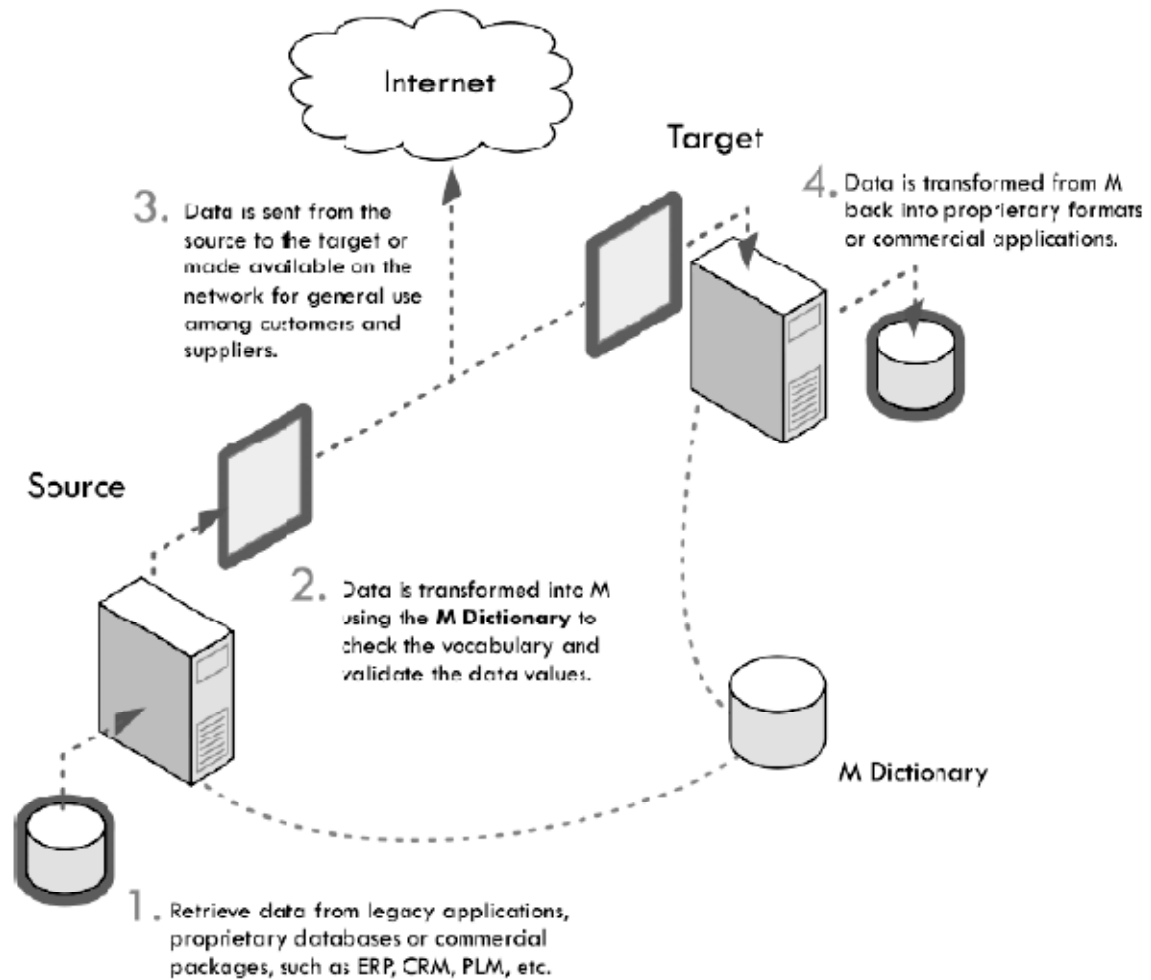 Internet
Target
3. Data is sent from the
source to the target or
made available on the
network for general use
among customers and
suppliers.
4. Data is transformed from M
back into proprietary formats
or commercial applications.
Source
2. Data is transformed into M
using the M Dictionary to
check the vocabulary and
validate the data values.
M Dictionary
1. Retrieve data from legacy applications,
proprietary databases or commercial
packages, such as ERP, CRM, PLM, etc.